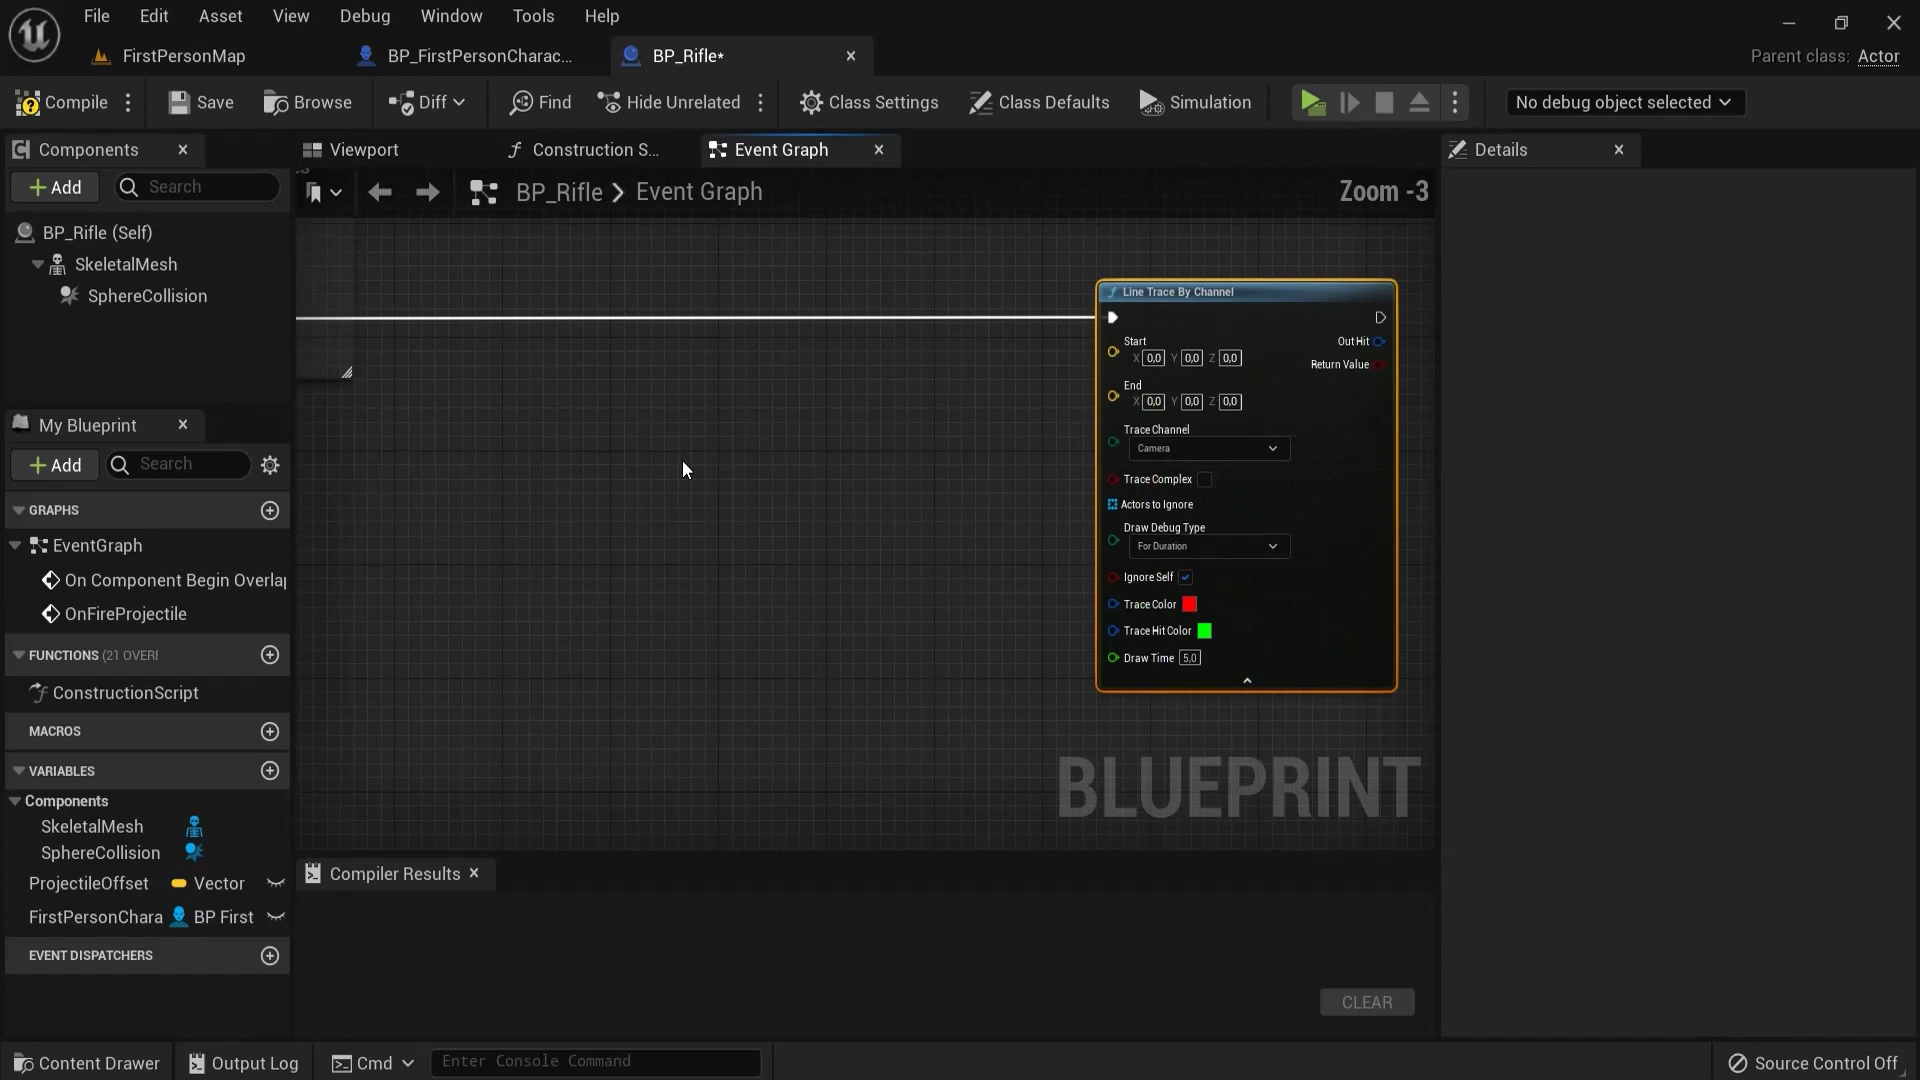 File Edit Asset View Debug Window Tools Help
FirstPersonMap
BP_FirstPersonCharac...
BP_Rifle*
Parent class: Actor
Compile
Save
Browse
Diff
Find
Hide Unrelated
Class Settings
Class Defaults
Simulation
No debug object selected
Components
Viewport
Construction S...
Event Graph
Details
Add
Search
BP_Rifle > Event Graph
Zoom -3
BP_Rifle (Self)
SkeletalMesh
SphereCollision
Line Trace By Channel
Start
X 0,0 Y 0,0 Z 0,0
Out Hit
Return Value
End
X 0,0 Y 0,0 Z 0,0
Trace Channel
Camera
Trace Complex
Actors to Ignore
Draw Debug Type
For Duration
Ignore Self
Trace Color
Trace Hit Color
Draw Time 5,0
BLUEPRINT
My Blueprint
Add
Search
GRAPHS
EventGraph
On Component Begin Overlap
OnFireProjectile
FUNCTIONS (21 OVERI
ConstructionScript
MACROS
VARIABLES
Components
SkeletalMesh
SphereCollision
ProjectileOffset Vector
FirstPersonChara BP First
EVENT DISPATCHERS
Compiler Results
CLEAR
Content Drawer
Output Log
Cmd
Enter Console Command
Source Control Off